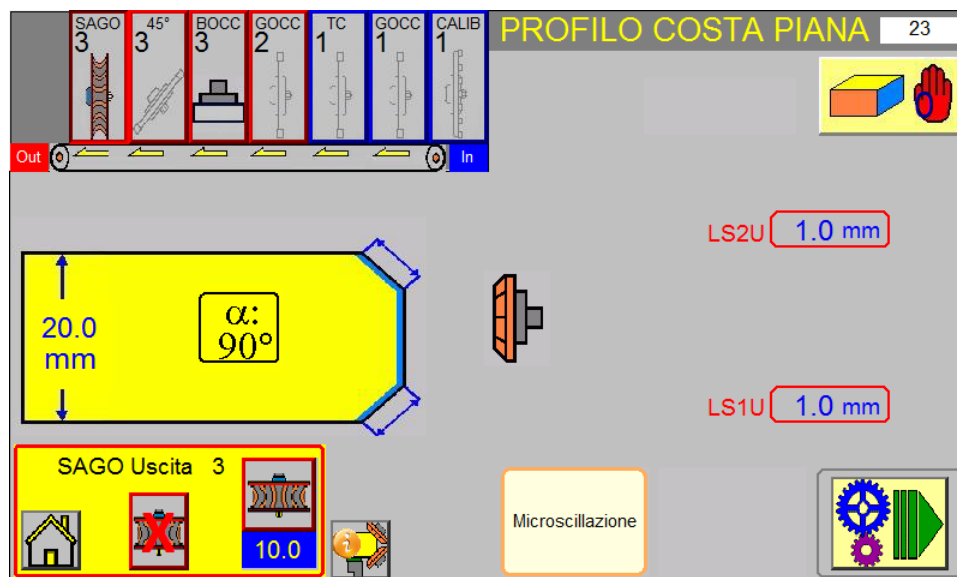 SAGO 45° BOCC GOCC TC GOCC CALIB
3 3 3 2 1 1 1
PROFILO COSTA PIANA 23
Out In
LS2U 1.0 mm
α:
90°
20.0
mm
LS1U 1.0 mm
SAGO Uscita 3
X
10.0
i
Microscillazione